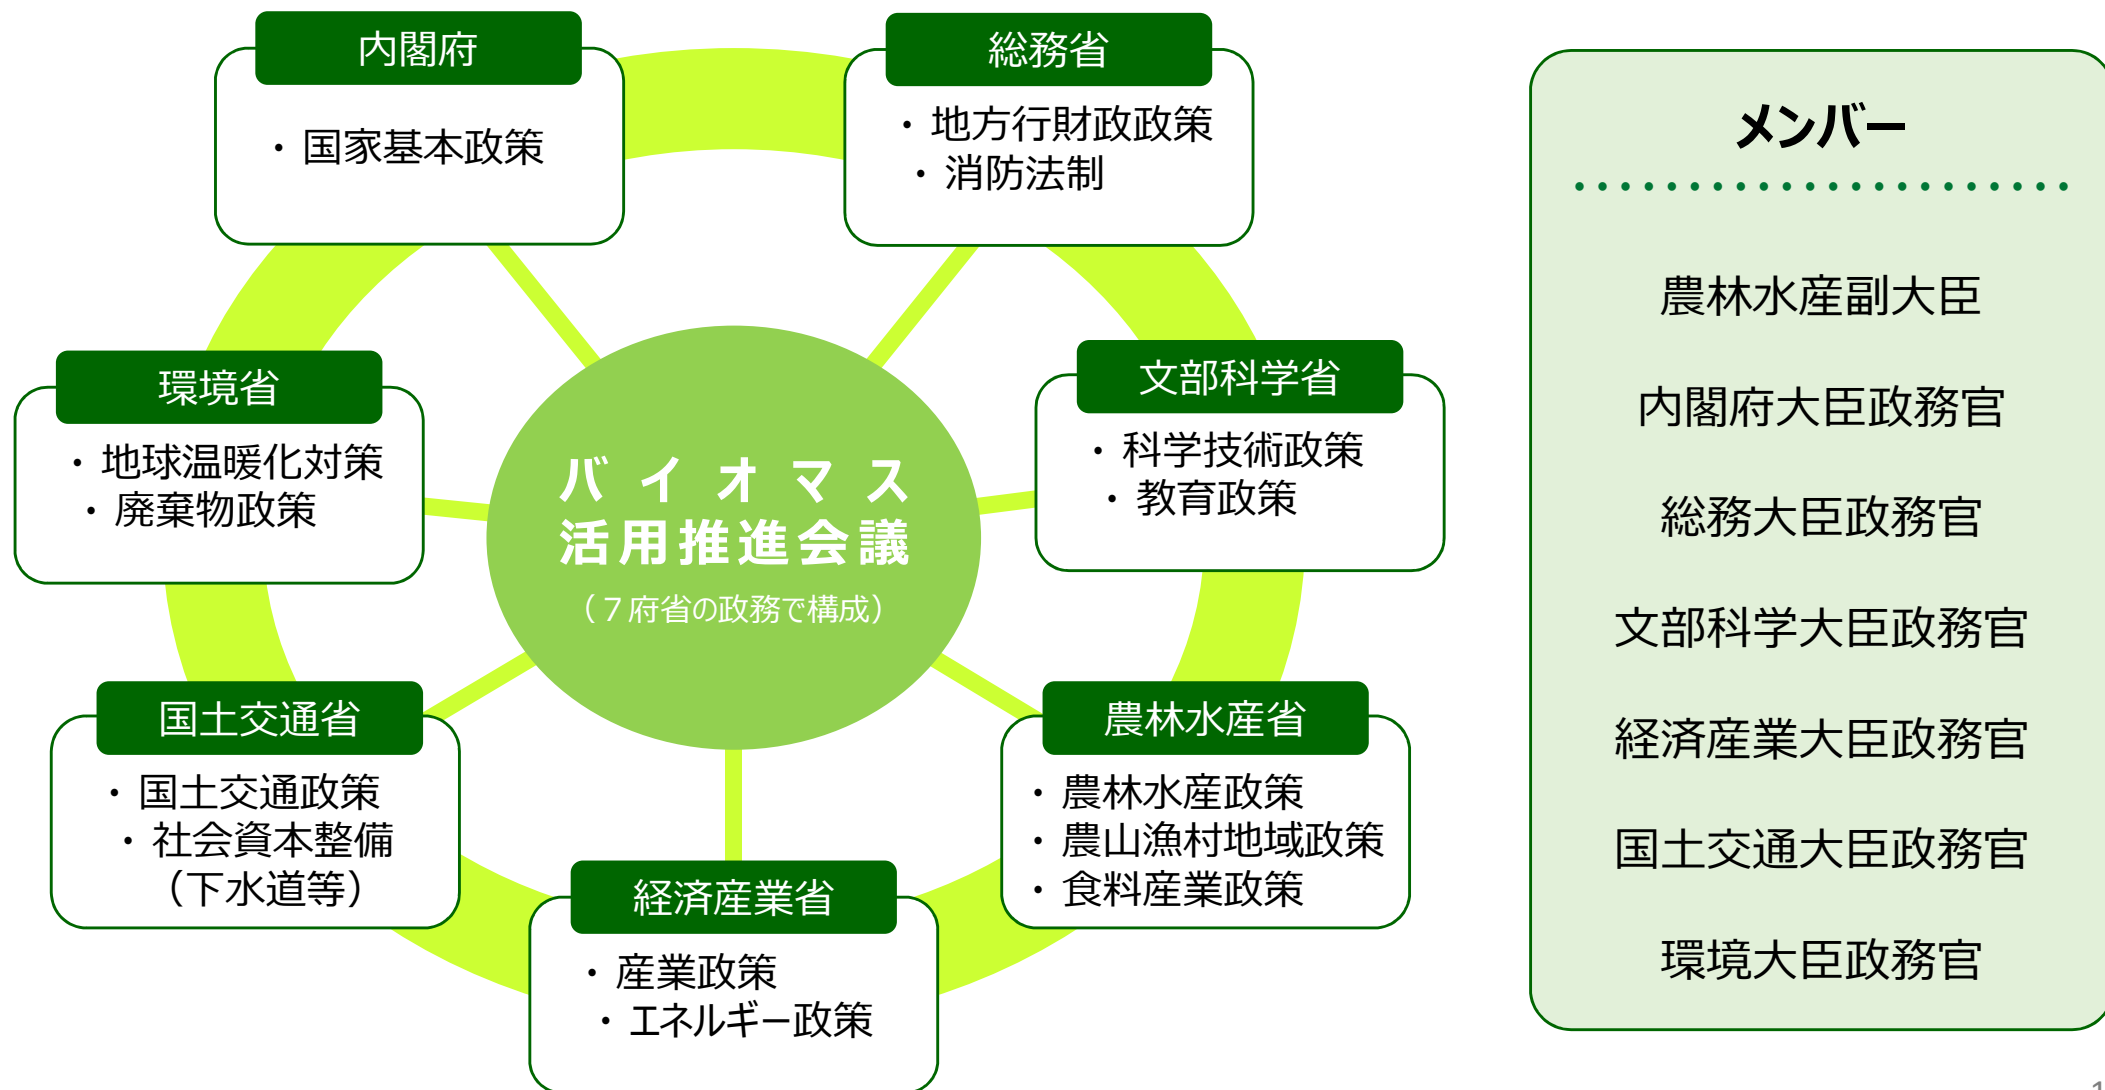 内閣府
・国家基本政策
総務省
・地方行財政政策
・消防法制
環境省
・地球温暖化対策
・廃棄物政策
文部科学省
・科学技術政策
・教育政策
バイオマス
活用推進会議
（７府省の政務で構成）
国土交通省
・国土交通政策
・社会資本整備
（下水道等）
農林水産省
・農林水産政策
・農山漁村地域政策
・食料産業政策
経済産業省
・産業政策
・エネルギー政策
メンバー
農林水産副大臣
内閣府大臣政務官
総務大臣政務官
文部科学大臣政務官
経済産業大臣政務官
国土交通大臣政務官
環境大臣政務官